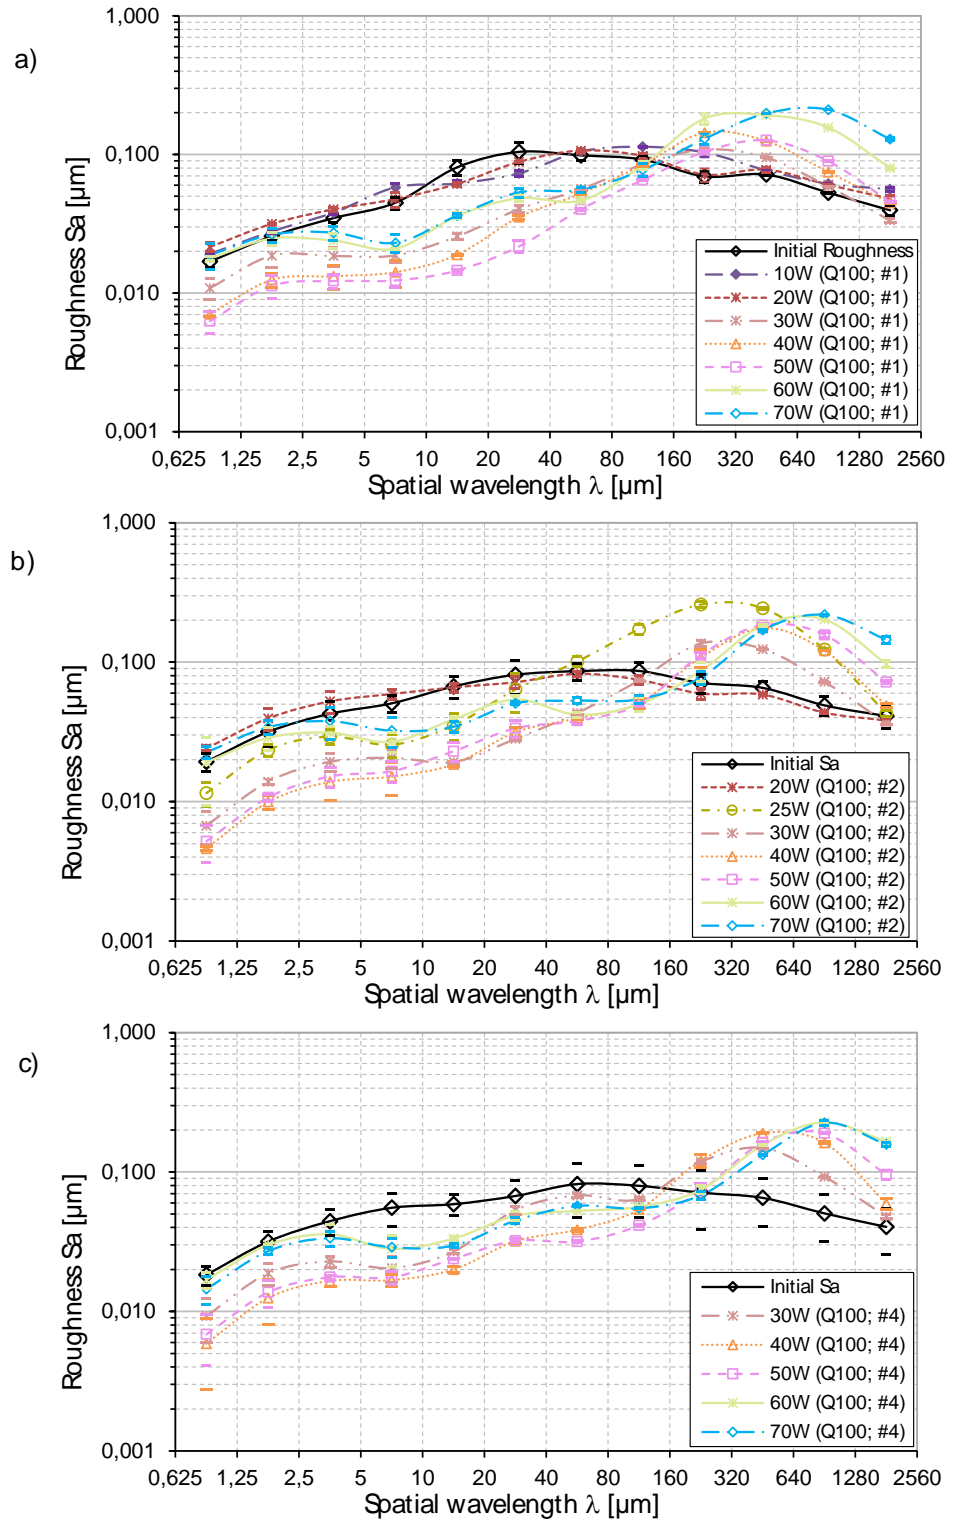 a)
1,000
0,100
0,010
0,001
Roughness Sa [µm]
Initial Roughness
10W (Q100; #1)
20W (Q100; #1)
30W (Q100; #1)
40W (Q100; #1)
50W (Q100; #1)
60W (Q100; #1)
70W (Q100; #1)
0,625 1,25 2,5 5 10 20 40 80 160 320 640 1280 2560
Spatial wavelength λ [µm]
b)
1,000
0,100
0,010
0,001
Roughness Sa [µm]
Initial Sa
20W (Q100; #2)
25W (Q100; #2)
30W (Q100; #2)
40W (Q100; #2)
50W (Q100; #2)
60W (Q100; #2)
70W (Q100; #2)
0,625 1,25 2,5 5 10 20 40 80 160 320 640 1280 2560
Spatial wavelength λ [µm]
c)
1,000
0,100
0,010
0,001
Roughness Sa [µm]
Initial Sa
30W (Q100; #4)
40W (Q100; #4)
50W (Q100; #4)
60W (Q100; #4)
70W (Q100; #4)
0,625 1,25 2,5 5 10 20 40 80 160 320 640 1280 2560
Spatial wavelength λ [µm]